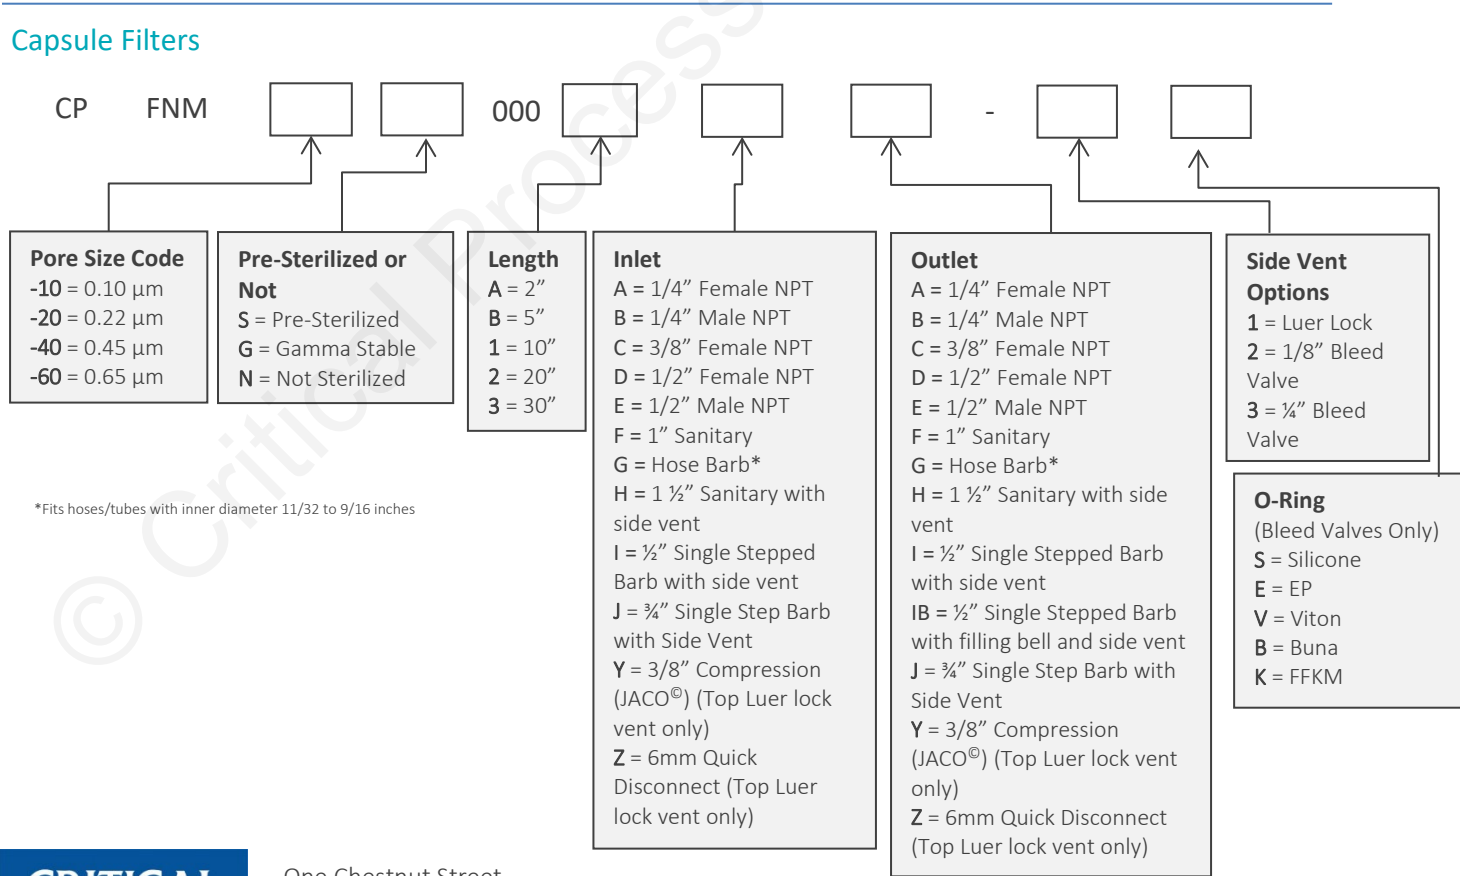 Capsule Filters
CP FNM 000 -
Pore Size Code
-10 = 0.10 µm
-20 = 0.22 µm
-40 = 0.45 µm
-60 = 0.65 µm
Pre-Sterilized or
Not
S = Pre-Sterilized
G = Gamma Stable
N = Not Sterilized
Length
A = 2”
B = 5”
1 = 10”
2 = 20”
3 = 30”
Inlet
A = 1/4” Female NPT
B = 1/4” Male NPT
C = 3/8” Female NPT
D = 1/2” Female NPT
E = 1/2” Male NPT
F = 1” Sanitary
G = Hose Barb*
H = 1 ½” Sanitary with
side vent
I = ½” Single Stepped
Barb with side vent
J = ¾” Single Step Barb
with Side Vent
Y = 3/8” Compression
(JACO©) (Top Luer lock
vent only)
Z = 6mm Quick
Disconnect (Top Luer
lock vent only)
Outlet
A = 1/4” Female NPT
B = 1/4” Male NPT
C = 3/8” Female NPT
D = 1/2” Female NPT
E = 1/2” Male NPT
F = 1” Sanitary
G = Hose Barb*
H = 1 ½” Sanitary with side
vent
I = ½” Single Stepped Barb
with side vent
IB = ½” Single Stepped Barb
with filling bell and side vent
J = ¾” Single Step Barb with
Side Vent
Y = 3/8” Compression
(JACO©) (Top Luer lock vent
only)
Z = 6mm Quick Disconnect
(Top Luer lock vent only)
Side Vent
Options
1 = Luer Lock
2 = 1/8” Bleed
Valve
3 = ¼” Bleed
Valve
O-Ring
(Bleed Valves Only)
S = Silicone
E = EP
V = Viton
B = Buna
K = FFKM
*Fits hoses/tubes with inner diameter 11/32 to 9/16 inches
© Critical Process
CRITICAL
One Chestnut Street